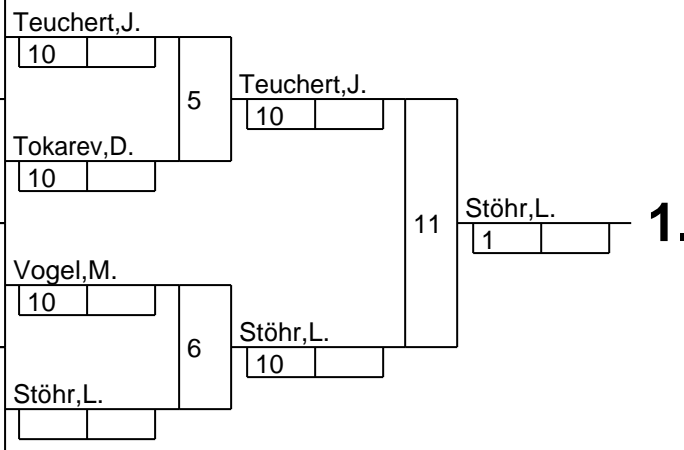 Teuchert,J.
10
5
Teuchert,J.
10
Tokarev,D.
10
11
Stöhr,L.
1
1.
Vogel,M.
10
6
Stöhr,L.
10
Stöhr,L.